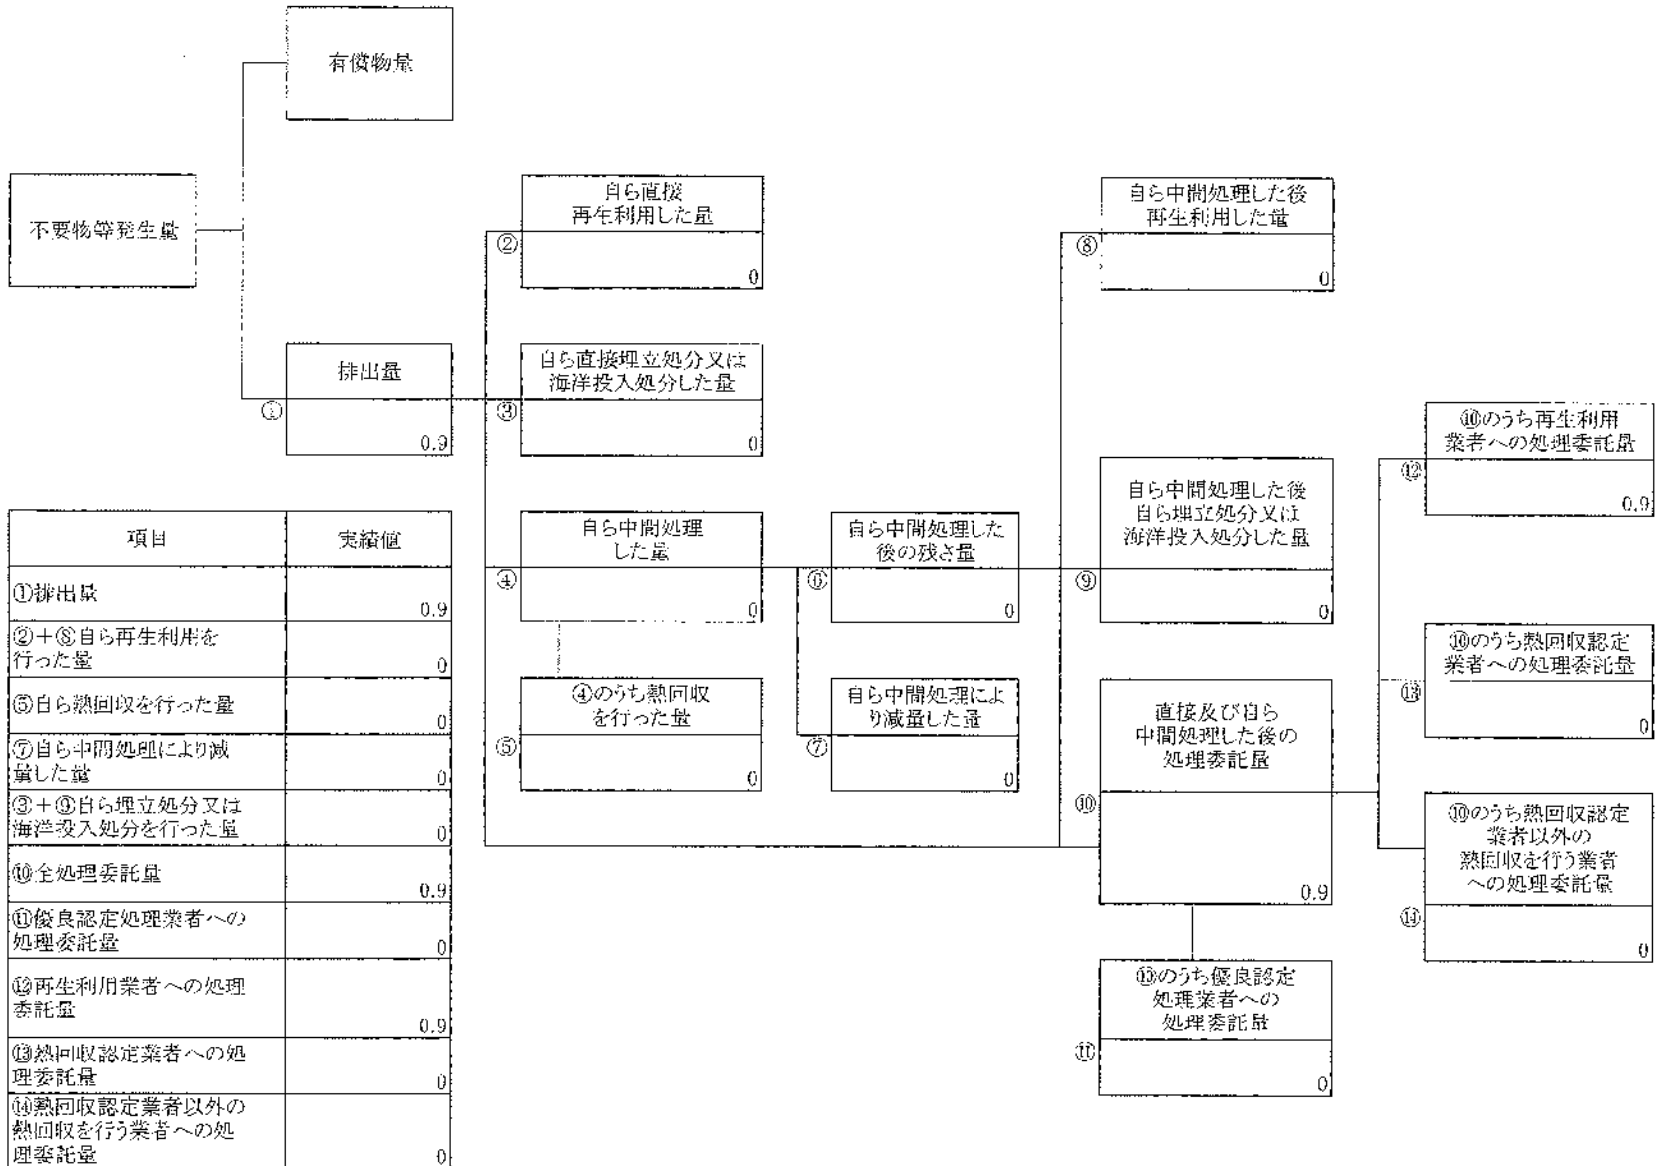 有償物量
不要物等発生量
排出量
①
0.9
自ら直接
再生利用した量
②
0
自ら直接埋立処分又は
海洋投入処分した量
③
0
自ら中間処理
した量
④
0
④のうち熱回収
を行った量
⑤
0
自ら中間処理した
後の残さ量
⑥
0
自ら中間処理によ
り減量した量
⑦
0
自ら中間処理した後
再生利用した量
⑧
0
自ら中間処理した後
自ら埋立処分又は
海洋投入処分した量
⑨
0
直接及び自ら
中間処理した後の
処理委託量
⑩
0.9
⑩のうち優良認定
処理業者への
処理委託量
⑪
0
⑩のうち再生利用
業者への処理委託量
⑫
0.9
⑩のうち熱回収認定
業者への処理委託量
⑬
0
⑩のうち熱回収認定
業者以外の
熱回収を行う業者
への処理委託量
⑭
0
項目 実績値
①排出量 0.9
②+⑧自ら再生利用を
行った量 0
⑤自ら熱回収を行った量 0
⑦自ら中間処理により減
量した量 0
③+⑨自ら埋立処分又は
海洋投入処分を行った量 0
⑩全処理委託量 0.9
⑪優良認定処理業者への
処理委託量 0
⑫再生利用業者への処理
委託量 0.9
⑬熱回収認定業者への処
理委託量 0
⑭熱回収認定業者以外の
熱回収を行う業者への処
理委託量 0